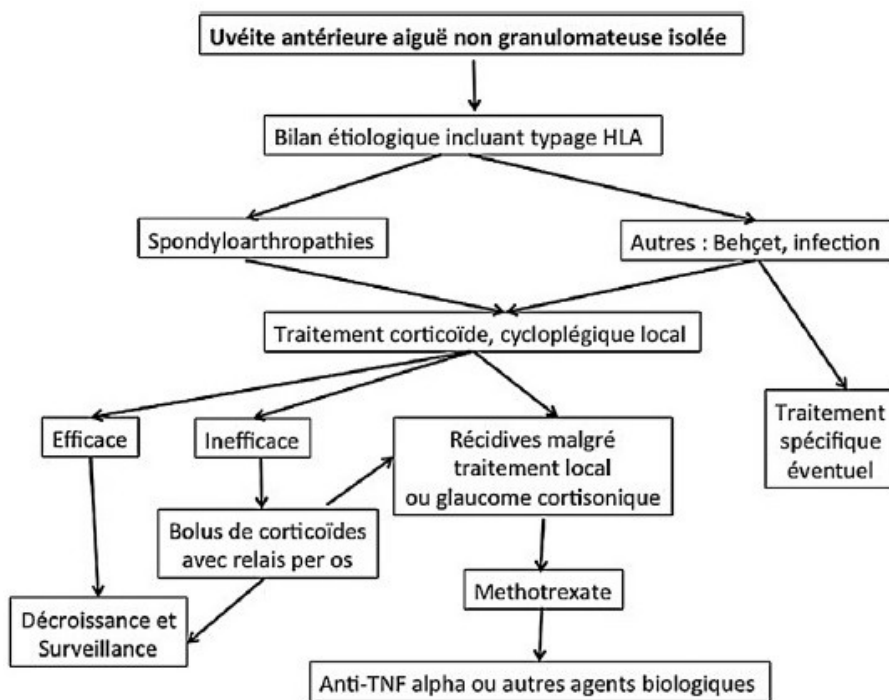 Uvéite antérieure aiguë non granulomateuse isolée
Bilan étiologique incluant typage HLA
Spondyloarthropathies
Autres : Behçet, infection
Traitement corticoïde, cycloplégique local
Efficace
Inefficace
Récidives malgré
traitement local
ou glaucome cortisonique
Traitement
spécifique
éventuel
Bolus de corticoïdes
avec relais per os
Methotrexate
Décroissance et
Surveillance
Anti-TNF alpha ou autres agents biologiques